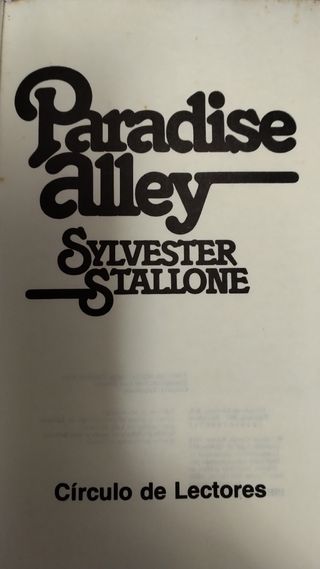 Paradise
alley
SYLVESTER
STALLONE
Círculo de Lectores